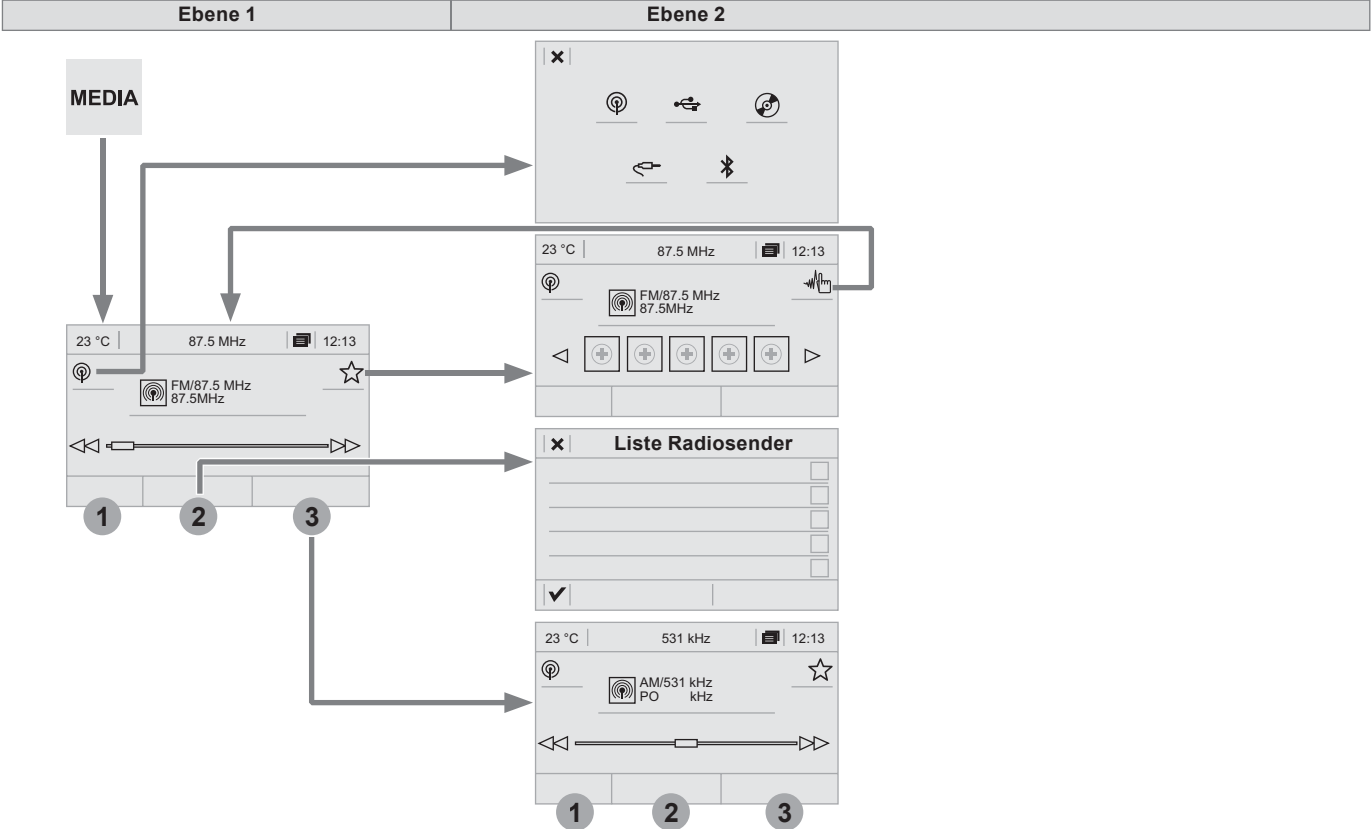 Ebene 1
Ebene 2
MEDIA
23 °C
87.5 MHz
12:13
FM/87.5 MHz
87.5MHz
1
2
3
23 °C
87.5 MHz
12:13
FM/87.5 MHz
87.5MHz
Liste Radiosender
23 °C
531 kHz
12:13
AM/531 kHz
PO kHz
1
2
3